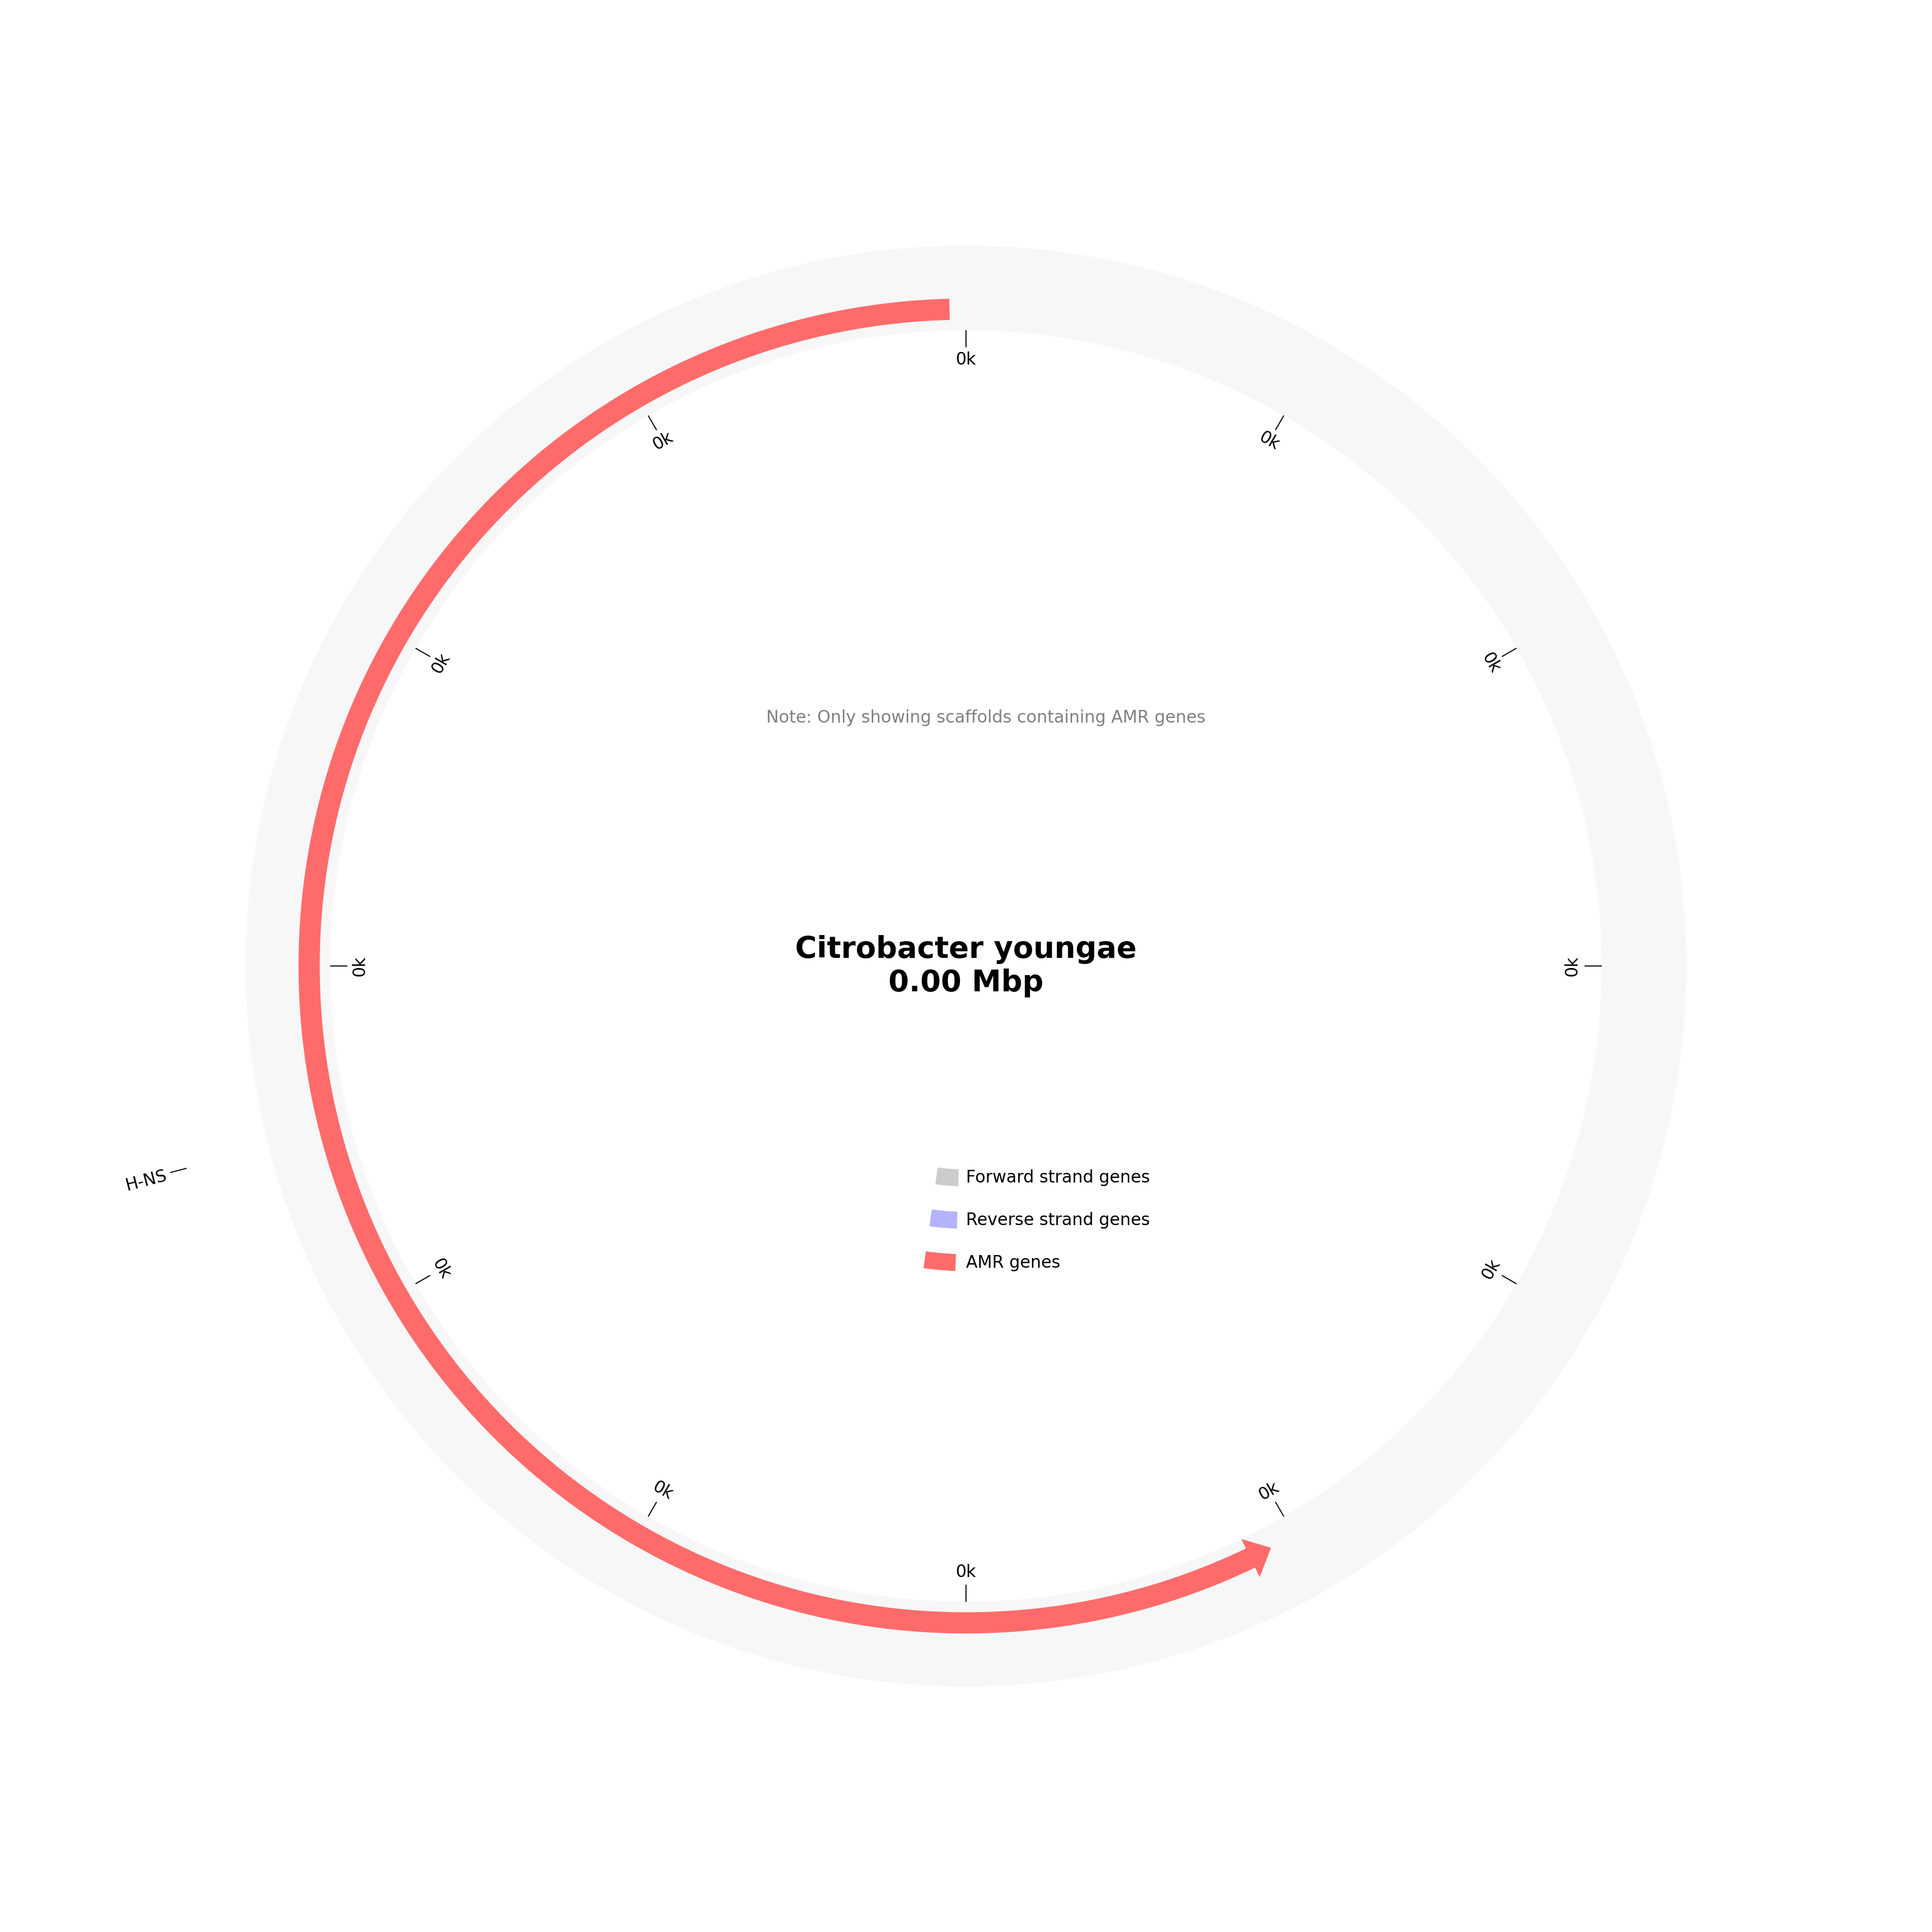 0k
0k
0k
0k
0k
Note: Only showing scaffolds containing AMR genes
Citrobacter youngae
0.00 Mbp
0k
0k
H-NS
Forward strand genes
Reverse strand genes
AMR genes
0k
0k
0k
0k
0k